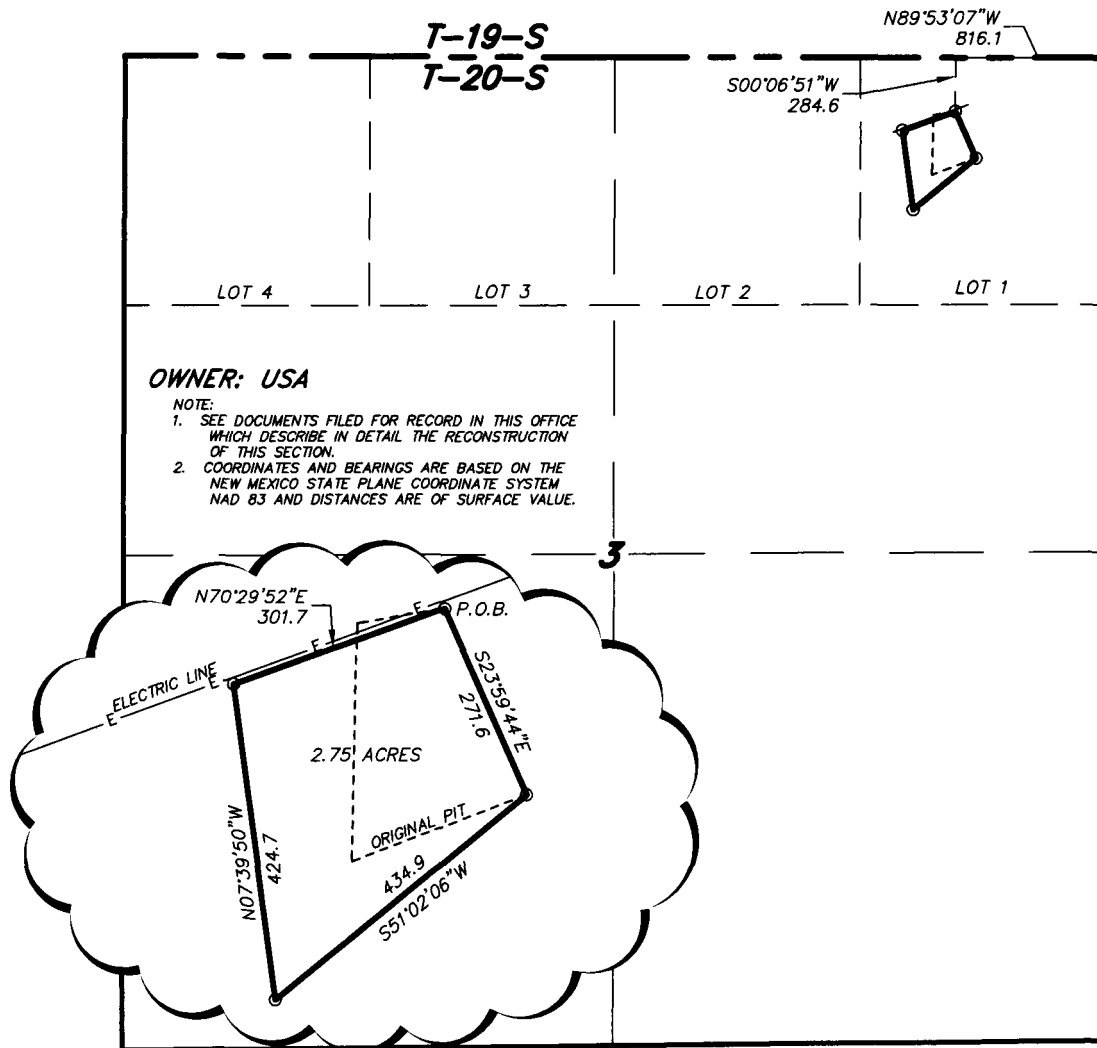 T-19-S
T-20-S
N89°53'07"W
816.1
S00°06'51"W
284.6
LOT 4
LOT 3
LOT 2
LOT 1
OWNER: USA
NOTE:
1. SEE DOCUMENTS FILED FOR RECORD IN THIS OFFICE
WHICH DESCRIBE IN DETAIL THE RECONSTRUCTION
OF THIS SECTION.
2. COORDINATES AND BEARINGS ARE BASED ON THE
NEW MEXICO STATE PLANE COORDINATE SYSTEM
NAD 83 AND DISTANCES ARE OF SURFACE VALUE.
3
N70°29'52"E
301.7
P.O.B.
E
E
E
E
ELECTRIC LINE
S23°59'44"E
271.6
2.75 ACRES
ORIGINAL PIT
N07°39'50"W
424.7
434.9
S51°02'06"W